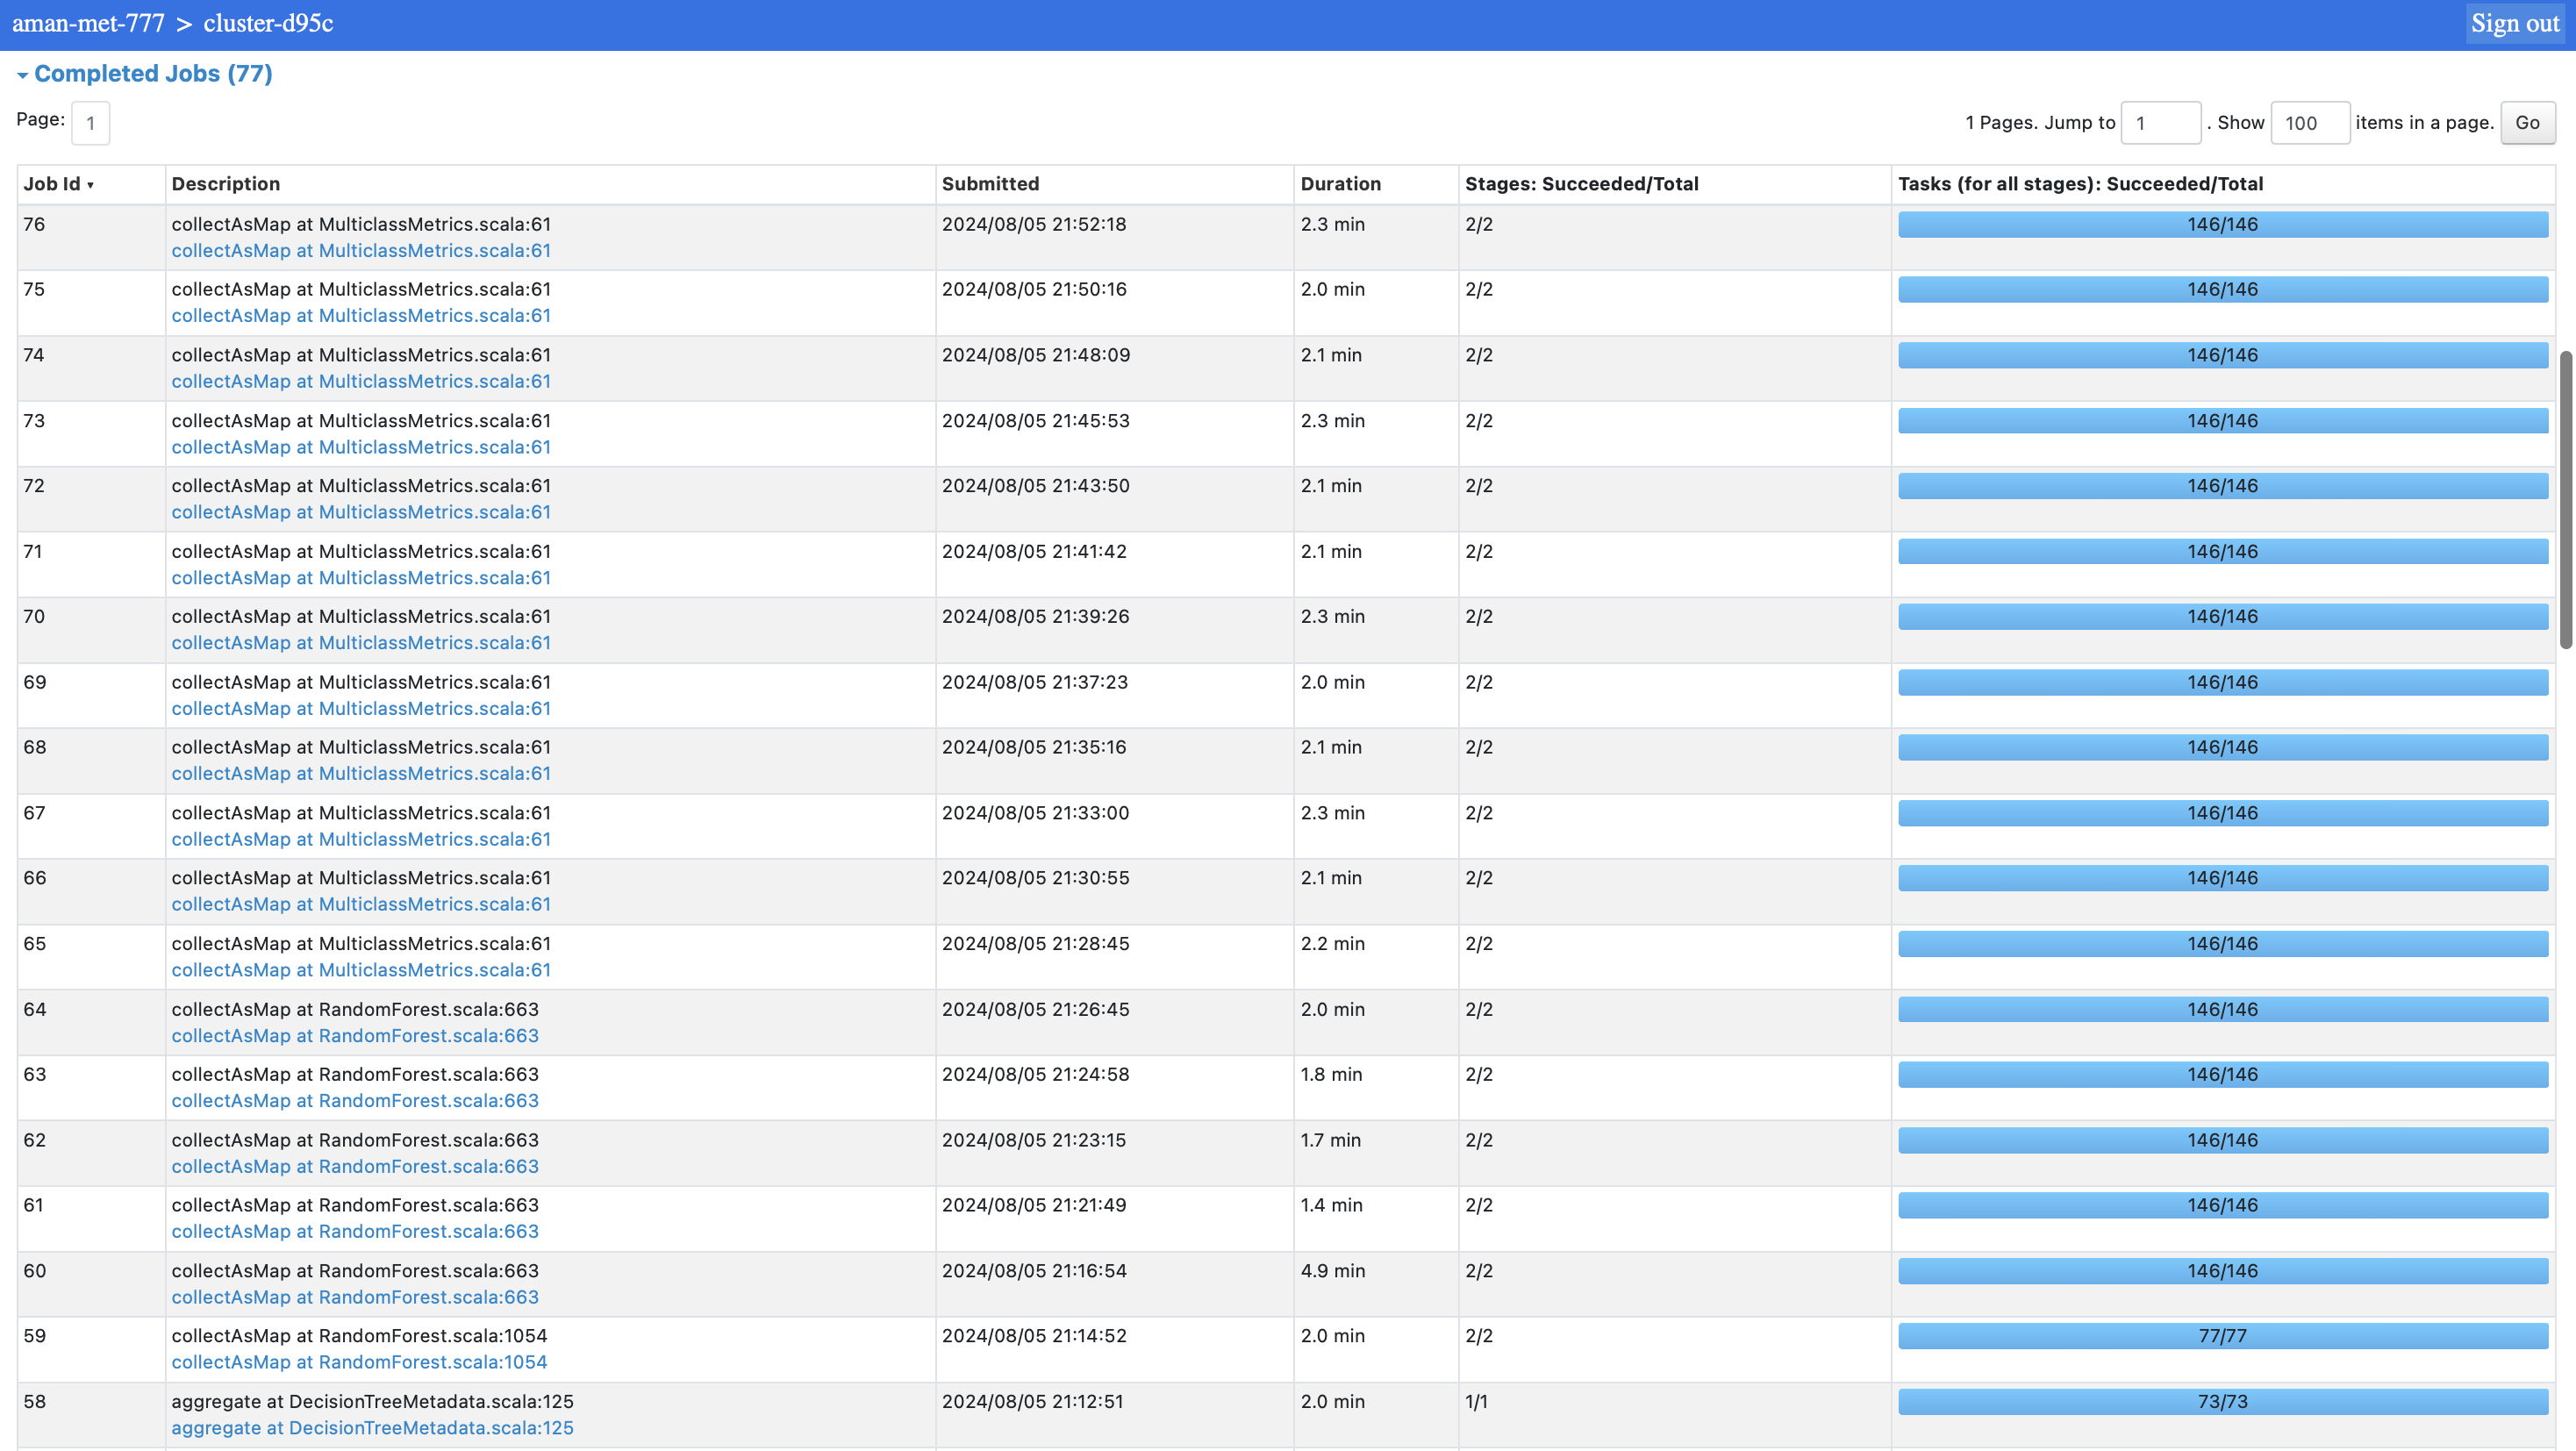 aman-met-777 > cluster-d95c Sign out
Completed Jobs (77)
Page: 1 1 Pages. Jump to 1 . Show 100 items in a page. Go
Job Id Description Submitted Duration Stages: Succeeded/Total Tasks (for all stages): Succeeded/Total
76 collectAsMap at MulticlassMetrics.scala:61 2024/08/05 21:52:18 2.3 min 2/2 146/146
collectAsMap at MulticlassMetrics.scala:61
75 collectAsMap at MulticlassMetrics.scala:61 2024/08/05 21:50:16 2.0 min 2/2 146/146
collectAsMap at MulticlassMetrics.scala:61
74 collectAsMap at MulticlassMetrics.scala:61 2024/08/05 21:48:09 2.1 min 2/2 146/146
collectAsMap at MulticlassMetrics.scala:61
73 collectAsMap at MulticlassMetrics.scala:61 2024/08/05 21:45:53 2.3 min 2/2 146/146
collectAsMap at MulticlassMetrics.scala:61
72 collectAsMap at MulticlassMetrics.scala:61 2024/08/05 21:43:50 2.1 min 2/2 146/146
collectAsMap at MulticlassMetrics.scala:61
71 collectAsMap at MulticlassMetrics.scala:61 2024/08/05 21:41:42 2.1 min 2/2 146/146
collectAsMap at MulticlassMetrics.scala:61
70 collectAsMap at MulticlassMetrics.scala:61 2024/08/05 21:39:26 2.3 min 2/2 146/146
collectAsMap at MulticlassMetrics.scala:61
69 collectAsMap at MulticlassMetrics.scala:61 2024/08/05 21:37:23 2.0 min 2/2 146/146
collectAsMap at MulticlassMetrics.scala:61
68 collectAsMap at MulticlassMetrics.scala:61 2024/08/05 21:35:16 2.1 min 2/2 146/146
collectAsMap at MulticlassMetrics.scala:61
67 collectAsMap at MulticlassMetrics.scala:61 2024/08/05 21:33:00 2.3 min 2/2 146/146
collectAsMap at MulticlassMetrics.scala:61
66 collectAsMap at MulticlassMetrics.scala:61 2024/08/05 21:30:55 2.1 min 2/2 146/146
collectAsMap at MulticlassMetrics.scala:61
65 collectAsMap at MulticlassMetrics.scala:61 2024/08/05 21:28:45 2.2 min 2/2 146/146
collectAsMap at MulticlassMetrics.scala:61
64 collectAsMap at RandomForest.scala:663 2024/08/05 21:26:45 2.0 min 2/2 146/146
collectAsMap at RandomForest.scala:663
63 collectAsMap at RandomForest.scala:663 2024/08/05 21:24:58 1.8 min 2/2 146/146
collectAsMap at RandomForest.scala:663
62 collectAsMap at RandomForest.scala:663 2024/08/05 21:23:15 1.7 min 2/2 146/146
collectAsMap at RandomForest.scala:663
61 collectAsMap at RandomForest.scala:663 2024/08/05 21:21:49 1.4 min 2/2 146/146
collectAsMap at RandomForest.scala:663
60 collectAsMap at RandomForest.scala:663 2024/08/05 21:16:54 4.9 min 2/2 146/146
collectAsMap at RandomForest.scala:663
59 collectAsMap at RandomForest.scala:1054 2024/08/05 21:14:52 2.0 min 2/2 77/77
collectAsMap at RandomForest.scala:1054
58 aggregate at DecisionTreeMetadata.scala:125 2024/08/05 21:12:51 2.0 min 1/1 73/73
aggregate at DecisionTreeMetadata.scala:125